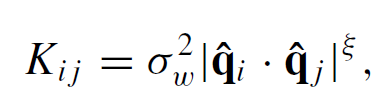 K_{ij} = σ_w^2 |q̂_i · q̂_j|^ξ,